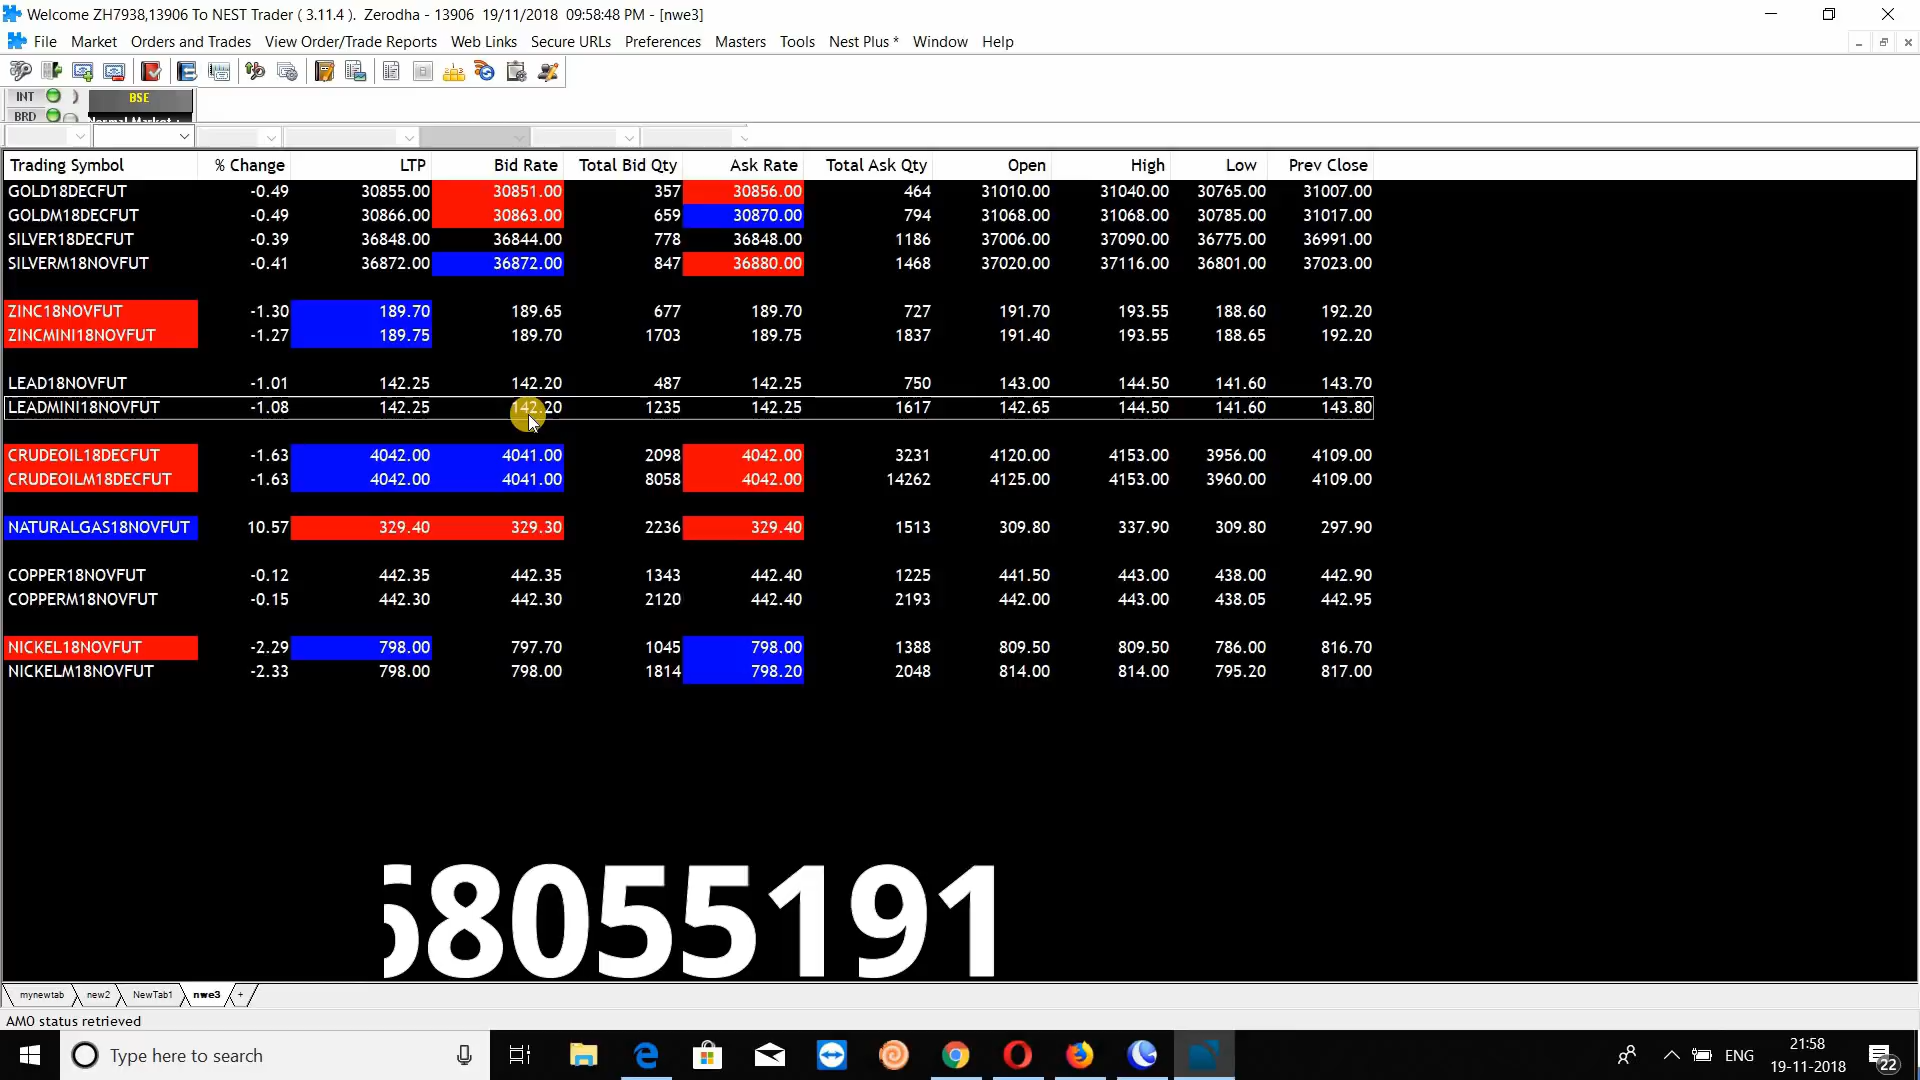 Welcome ZH7938,13906 To NEST Trader ( 3.11.4 ). Zerodha - 13906 19/11/2018 09:58:48 PM - [nwe3]
File Market Orders and Trades View Order/Trade Reports Web Links Secure URLs Preferences Masters Tools Nest Plus * Window Help
INT BSE
BRD Normal Market
Trading Symbol % Change LTP Bid Rate Total Bid Qty Ask Rate Total Ask Qty Open High Low Prev Close
GOLD18DECFUT -0.49 30855.00 30851.00 357 30856.00 464 31010.00 31040.00 30765.00 31007.00
GOLDM18DECFUT -0.49 30866.00 30863.00 659 30870.00 794 31068.00 31068.00 30785.00 31017.00
SILVER18DECFUT -0.39 36848.00 36844.00 778 36848.00 1186 37006.00 37090.00 36775.00 36991.00
SILVERM18NOVFUT -0.41 36872.00 36872.00 847 36880.00 1468 37020.00 37116.00 36801.00 37023.00
ZINC18NOVFUT -1.30 189.70 189.65 677 189.70 727 191.70 193.55 188.60 192.20
ZINCMINI18NOVFUT -1.27 189.75 189.70 1703 189.75 1837 191.40 193.55 188.65 192.20
LEAD18NOVFUT -1.01 142.25 142.20 487 142.25 750 143.00 144.50 141.60 143.70
LEADMINI18NOVFUT -1.08 142.25 142.20 1235 142.25 1617 142.65 144.50 141.60 143.80
CRUDEOIL18DECFUT -1.63 4042.00 4041.00 2098 4042.00 3231 4120.00 4153.00 3956.00 4109.00
CRUDEOILM18DECFUT -1.63 4042.00 4041.00 8058 4042.00 14262 4125.00 4153.00 3960.00 4109.00
NATURALGAS18NOVFUT 10.57 329.40 329.30 2236 329.40 1513 309.80 337.90 309.80 297.90
COPPER18NOVFUT -0.12 442.35 442.35 1343 442.40 1225 441.50 443.00 438.00 442.90
COPPERM18NOVFUT -0.15 442.30 442.30 2120 442.40 2193 442.00 443.00 438.05 442.95
NICKEL18NOVFUT -2.29 798.00 797.70 1045 798.00 1388 809.50 809.50 786.00 816.70
NICKELM18NOVFUT -2.33 798.00 798.00 1814 798.20 2048 814.00 814.00 795.20 817.00
68055191
mynewtab new2 NewTab1 nwe3 +
AMO status retrieved
Type here to search
ENG 21:58
19-11-2018 22